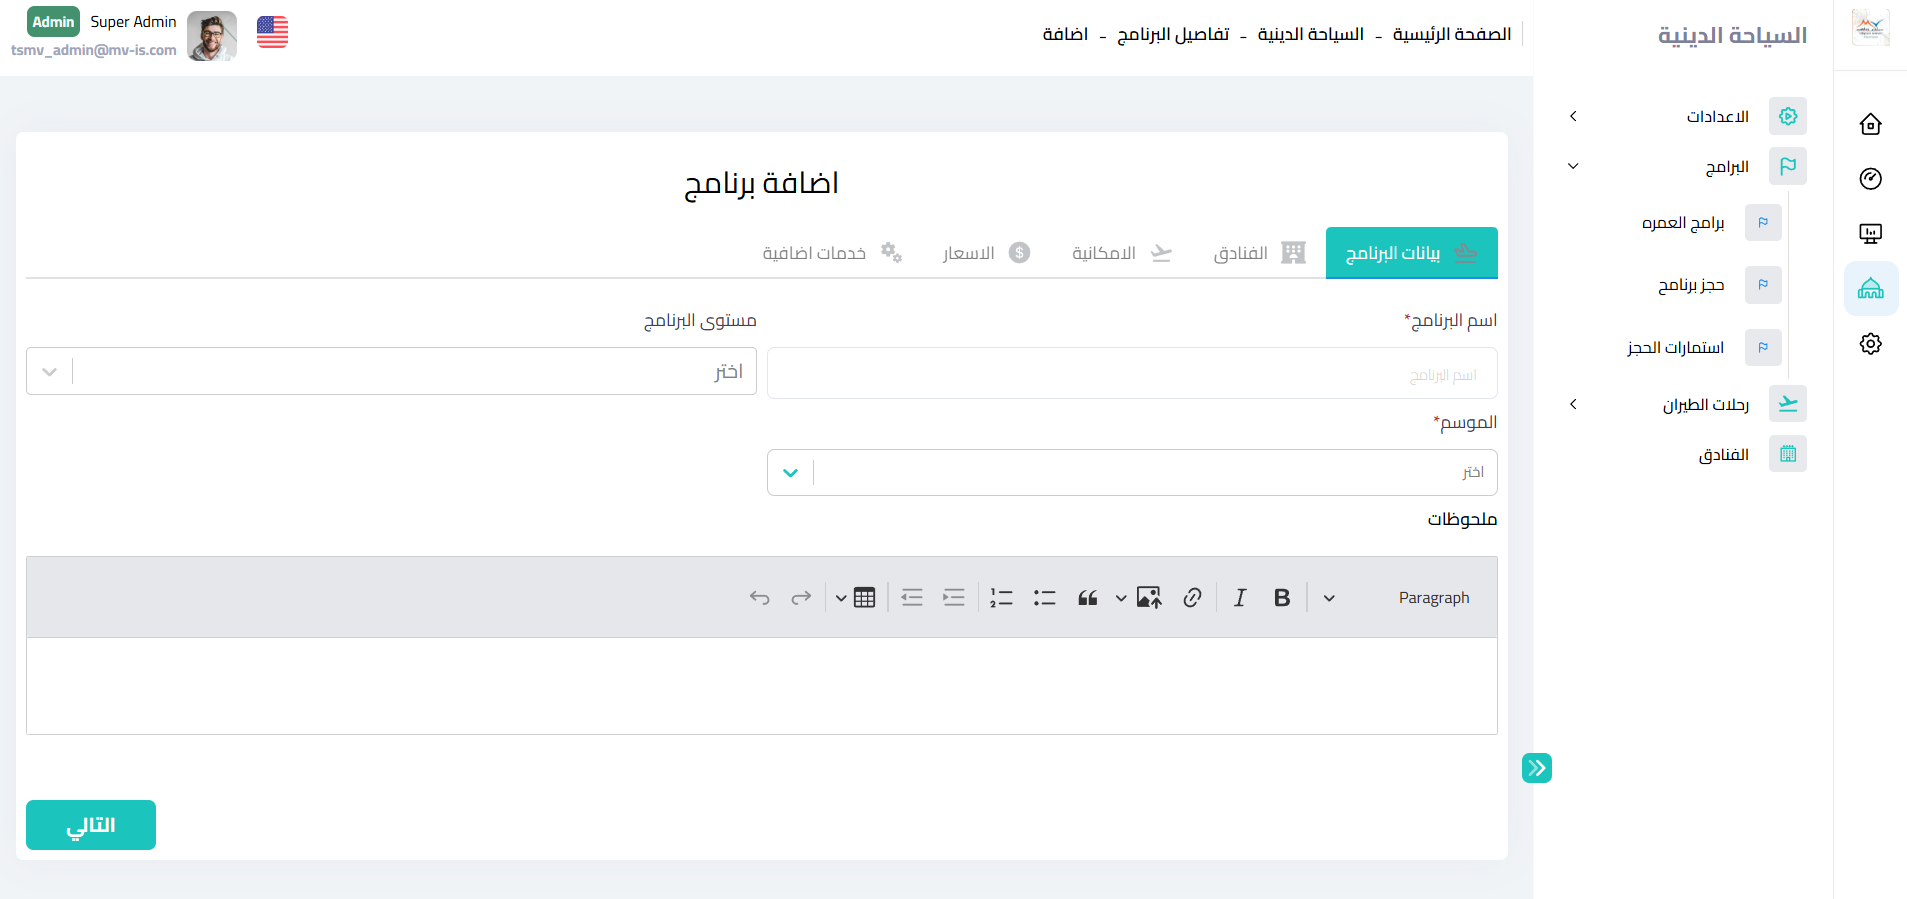 السياحة الدينية
الصفحة الرئيسية - السياحة الدينية - تفاصيل البرنامج - اضافة
Admin Super Admin
tsmv_admin@mv-is.com
الاعدادات
البرامج
برامج العمره
حجز برنامح
استمارات الحجز
رحلات الطيران
الفنادق
اضافة برنامج
بيانات البرنامج
الفنادق
الامكانية
الاسعار
خدمات اضافية
اسم البرنامج*
اسم البرنامج
مستوى البرنامج
اختر
الموسم*
اختر
ملحوظات
Paragraph
التالي